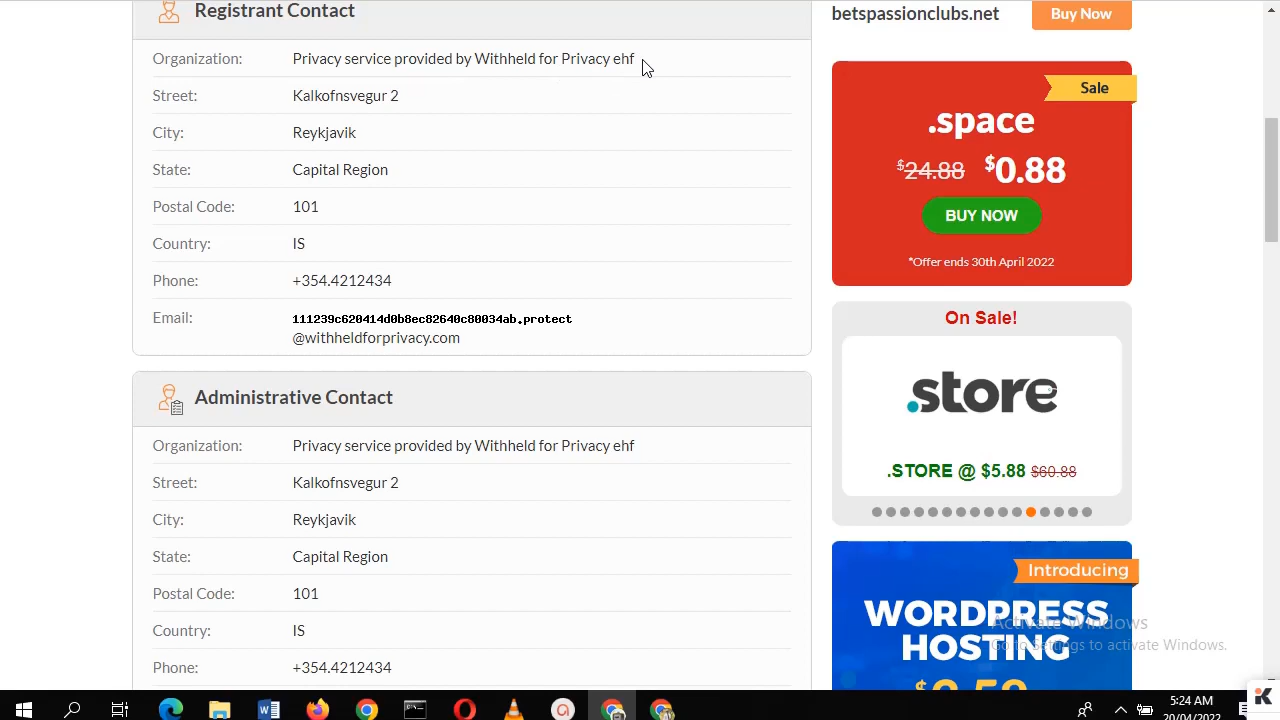 Registrant Contact
Organization: Privacy service provided by Withheld for Privacy ehf
Street: Kalkofnsvegur 2
City: Reykjavik
State: Capital Region
Postal Code: 101
Country: IS
Phone: +354.4212434
Email: 111239c620414d0b8ec82640c80034ab.protect
@withheldforprivacy.com
Administrative Contact
Organization: Privacy service provided by Withheld for Privacy ehf
Street: Kalkofnsvegur 2
City: Reykjavik
State: Capital Region
Postal Code: 101
Country: IS
Phone: +354.4212434
betspassionclubs.net
Buy Now
Sale
.space
$24.88 $0.88
BUY NOW
*Offer ends 30th April 2022
On Sale!
.store
.STORE @ $5.88 $60.88
Introducing
WORDPRESS
HOSTING
Activate Windows
Go to Settings to activate Windows.
5:24 AM
20/04/2022